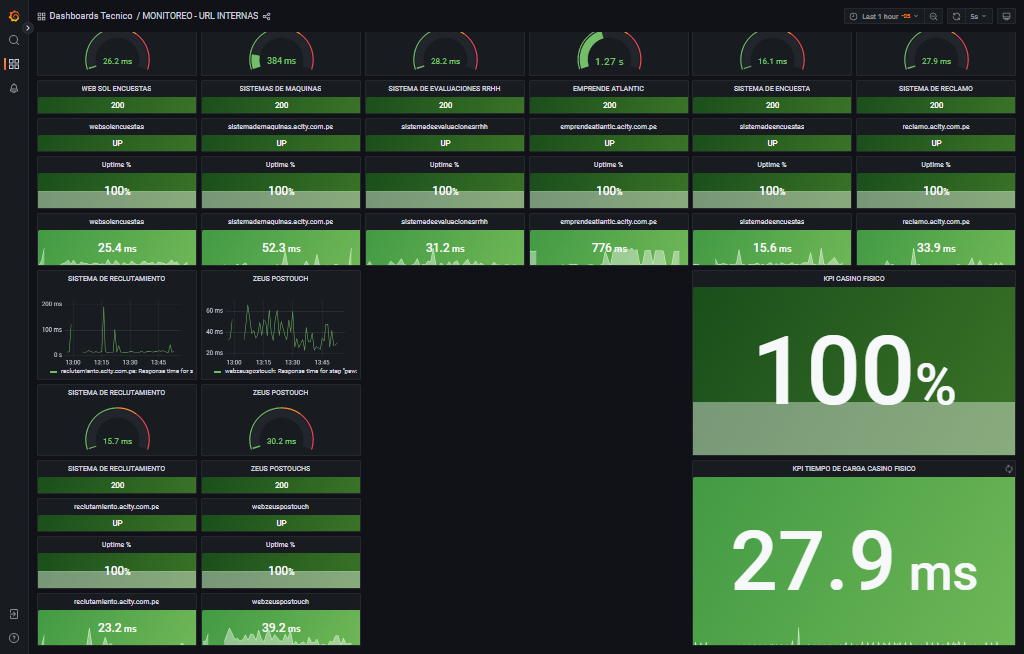 Dashboards Tecnico / MONITOREO - URL INTERNAS
Last 1 hour -05
5s
26.2 ms 384 ms 28.2 ms 1.27 s 16.1 ms 27.9 ms
WEB SOL ENCUESTAS SISTEMAS DE MAQUINAS SISTEMA DE EVALUACIONES RRHH EMPRENDE ATLANTIC SISTEMA DE ENCUESTA SISTEMA DE RECLAMO
200 200 200 200 200 200
websolencuestas sistemademaquinas.acity.com.pe sistemadeevaluacionesrrhh emprendeatlantic.acity.com.pe sistemadeencuestas reclamo.acity.com.pe
UP UP UP UP UP UP
Uptime % Uptime % Uptime % Uptime % Uptime % Uptime %
100% 100% 100% 100% 100% 100%
websolencuestas sistemademaquinas.acity.com.pe sistemadeevaluacionesrrhh emprendeatlantic.acity.com.pe sistemadeencuestas reclamo.acity.com.pe
25.4 ms 52.3 ms 31.2 ms 776 ms 15.6 ms 33.9 ms
SISTEMA DE RECLUTAMIENTO ZEUS POSTOUCH KPI CASINO FISICO
200 ms
100 ms
0 s
13:00 13:15 13:30 13:45
reclutamiento.acity.com.pe: Response time for s
60 ms
40 ms
20 ms
13:00 13:15 13:30 13:45
webzeuspostouch: Response time for step "pew:
100%
SISTEMA DE RECLUTAMIENTO ZEUS POSTOUCH
15.7 ms 30.2 ms
SISTEMA DE RECLUTAMIENTO ZEUS POSTOUCHS KPI TIEMPO DE CARGA CASINO FISICO
200 200
reclutamiento.acity.com.pe webzeuspostouch
UP UP
27.9 ms
Uptime % Uptime %
100% 100%
reclutamiento.acity.com.pe webzeuspostouch
23.2 ms 39.2 ms